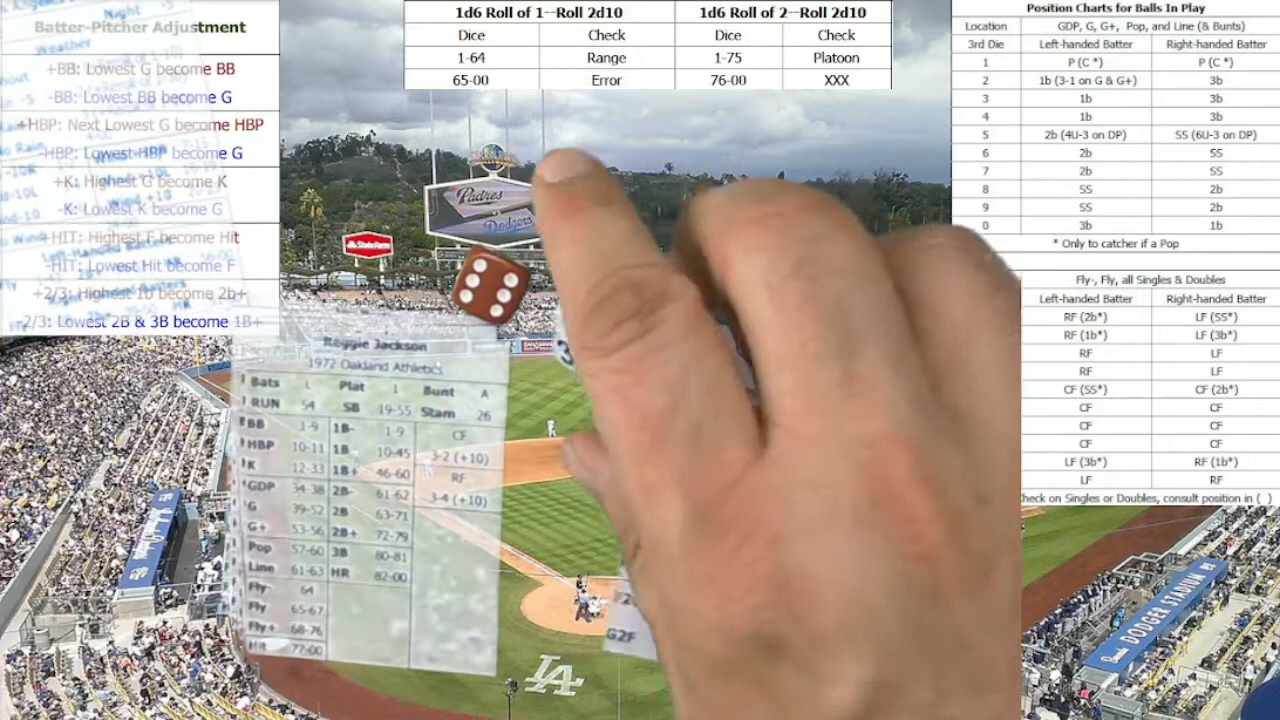 Night -5
Batter-Pitcher Adjustment
Weather
+BB: Lowest G become BB
-BB: Lowest BB become G
+HBP: Next Lowest G become HBP
-HBP: Lowest HBP become G
+K: Highest G become K
-K: Lowest K become G
+HIT: Highest F become Hit
-HIT: Lowest Hit become F
+2/3: Highest 1b become 2b+
-2/3: Lowest 2B & 3B become 1B+
1d6 Roll of 1--Roll 2d10 1d6 Roll of 2--Roll 2d10
Dice Check Dice Check
1-64 Range 1-75 Platoon
65-00 Error 76-00 XXX
Position Charts for Balls In Play
Location GDP, G, G+, Pop, and Line (& Bunts)
3rd Die Left-handed Batter Right-handed Batter
1 P (C *) P (C *)
2 1b (3-1 on G & G+) 3b
3 1b 3b
4 1b 3b
5 2b (4U-3 on DP) SS (6U-3 on DP)
6 2b SS
7 2b SS
8 SS 2b
9 SS 2b
0 3b 1b
* Only to catcher if a Pop
Fly-, Fly, all Singles & Doubles
Left-handed Batter Right-handed Batter
RF (2b*) LF (SS*)
RF (1b*) LF (3b*)
RF LF
RF LF
CF (SS*) CF (2b*)
CF CF
CF CF
CF CF
LF (3b*) RF (1b*)
LF RF
check on Singles or Doubles, consult position in ( )
Padres
Dodgers
State Farm
Reggie Jackson
1972 Oakland Athletics
Bats L Plat 1 Bunt A
RUN 54 SB 19-55 Stam 26
BB 1-9 1B- 1-9 CF
HBP 10-11 1B 10-45 3-2 (+10)
K 12-33 1B+ 46-60 RF
GDP 34-38 2B- 61-62 3-4 (+10)
G 39-52 2B 63-71
G+ 53-56 2B+ 72-79
Pop 57-60 3B 80-81
Line 61-63 HR 82-00
Fly- 64
Fly 65-67
Fly+ 68-76
Hit 77-00
G2F
LA
DODGER STADIUM